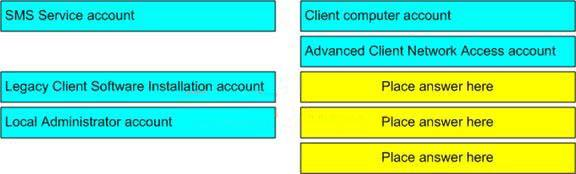 SMS Service account
Client computer account
Advanced Client Network Access account
Legacy Client Software Installation account
Place answer here
Local Administrator account
Place answer here
Place answer here